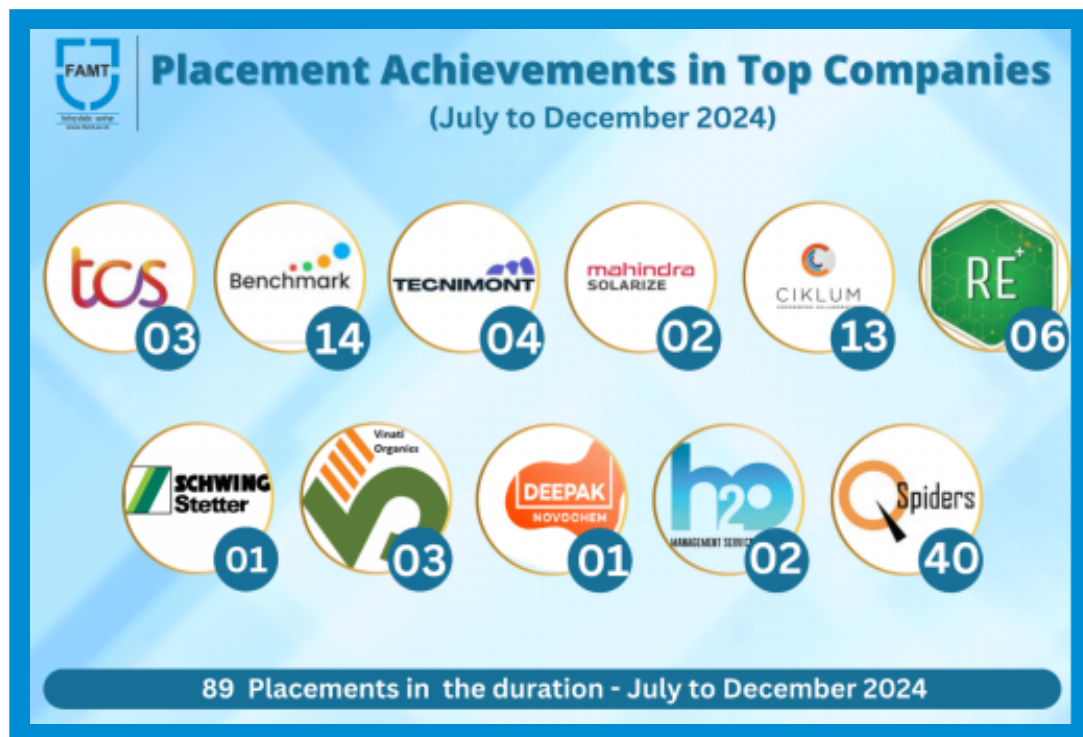 FAMT
Placement Achievements in Top Companies
(July to December 2024)
tcs
03
Benchmark
14
TECNIMONT
04
mahindra
SOLARIZE
02
CIKLUM
13
RE+
06
SCHWING
Stetter
01
Vinati
Organics
03
DEEPAK
NOVOCHEM
01
h2o
MANAGEMENT SERVIC
02
QSpiders
40
89 Placements in the duration - July to December 2024